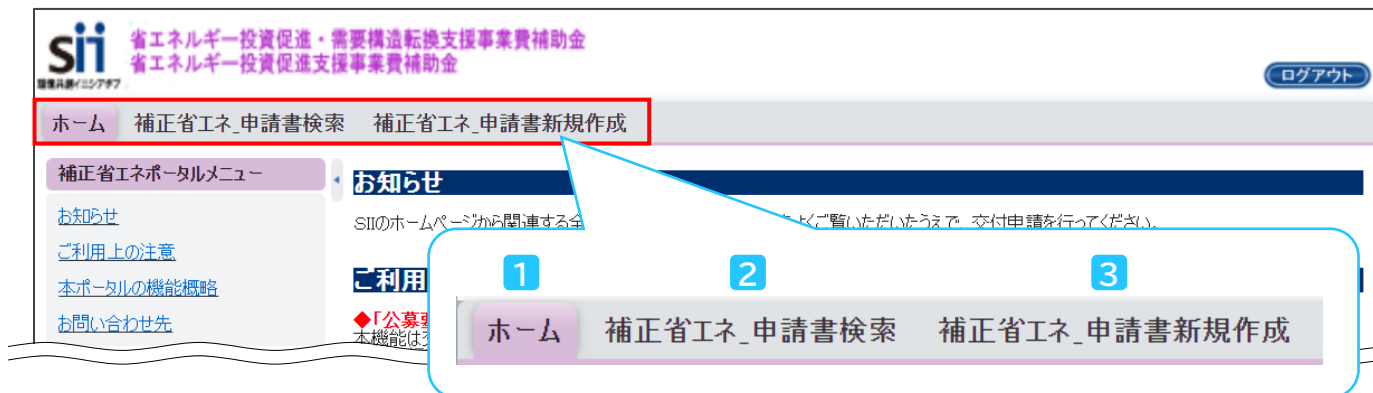 sii
省エネルギー投資促進・需要構造転換支援事業費補助金
省エネルギー投資促進支援事業費補助金
環境共創イニシアチブ
ログアウト
ホーム 補正省エネ_申請書検索 補正省エネ_申請書新規作成
補正省エネポータルメニュー
お知らせ
ご利用上の注意
本ポータルの機能概略
お問い合わせ先
お知らせ
SIIのホームページから関連する全
よくご覧いただいたうえで、交付申請を行ってください。
ご利用
◆「公募要
本機能は
1 2 3
ホーム 補正省エネ_申請書検索 補正省エネ_申請書新規作成